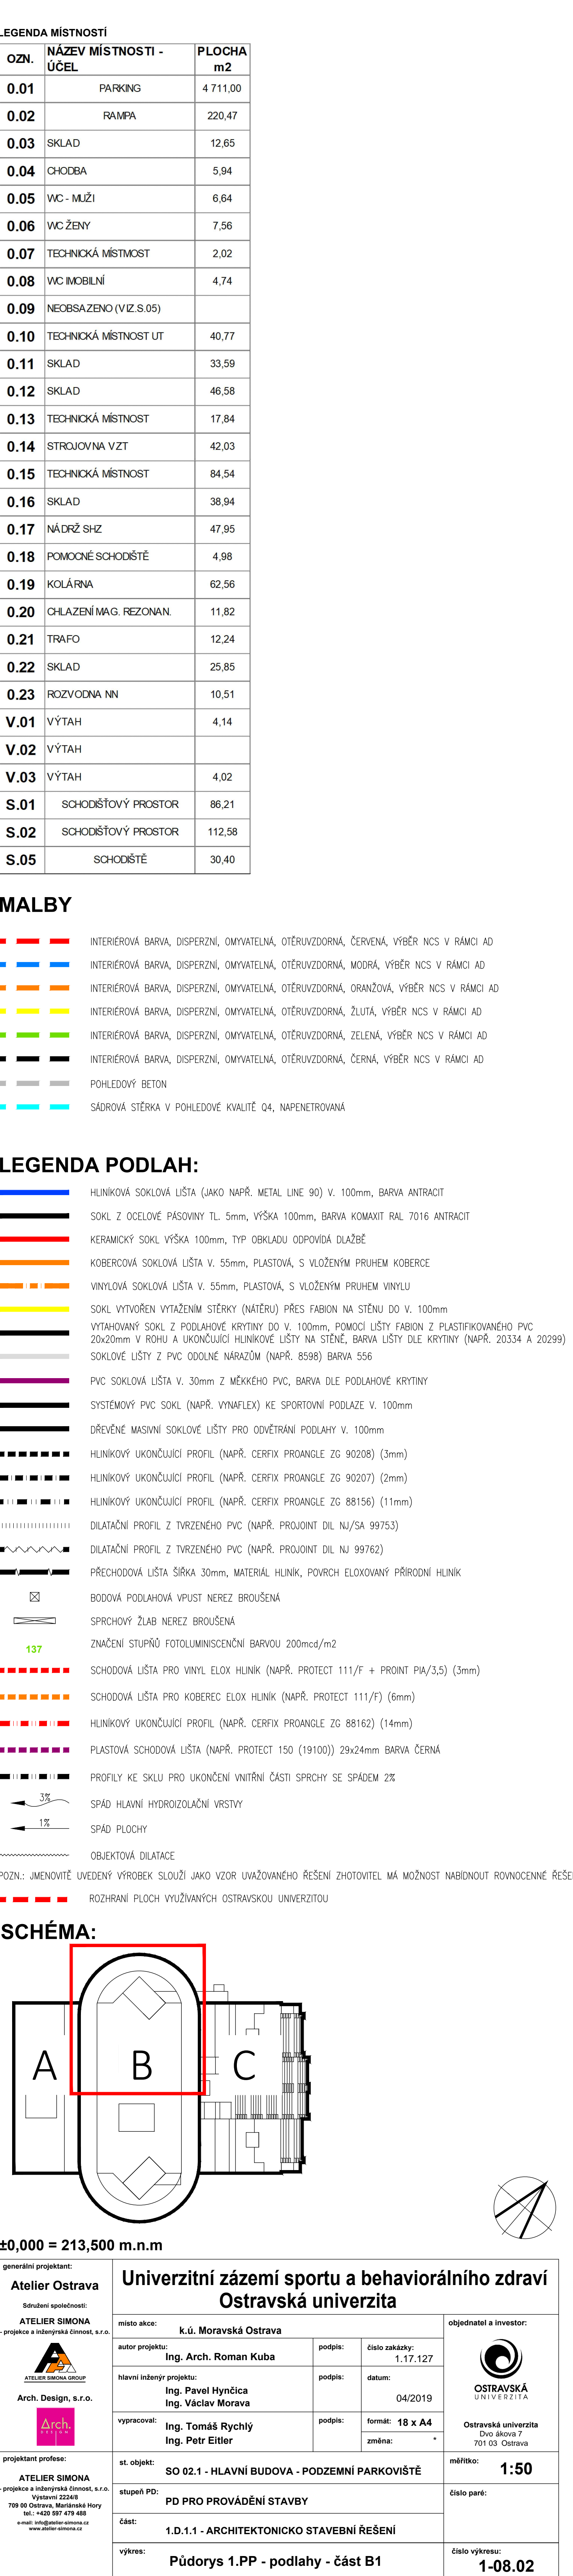 LEGENDA MÍSTNOSTÍ
OZN. NÁZEV MÍSTNOSTI - ÚČEL PLOCHA m2
0.01 PARKING 4 711,00
0.02 RAMPA 220,47
0.03 SKLAD 12,65
0.04 CHODBA 5,94
0.05 WC - MUŽI 6,64
0.06 WC ŽENY 7,56
0.07 TECHNICKÁ MÍSTMOST 2,02
0.08 WC IMOBILNÍ 4,74
0.09 NEOBSAZENO (VIZ.S.05)
0.10 TECHNICKÁ MÍSTNOST UT 40,77
0.11 SKLAD 33,59
0.12 SKLAD 46,58
0.13 TECHNICKÁ MÍSTNOST 17,84
0.14 STROJOVNA VZT 42,03
0.15 TECHNICKÁ MÍSTNOST 84,54
0.16 SKLAD 38,94
0.17 NÁDRŽ SHZ 47,95
0.18 POMOCNÉ SCHODIŠTĚ 4,98
0.19 KOLÁRNA 62,56
0.20 CHLAZENÍ MAG. REZONAN. 11,82
0.21 TRAFO 12,24
0.22 SKLAD 25,85
0.23 ROZVODNA NN 10,51
V.01 VÝTAH 4,14
V.02 VÝTAH
V.03 VÝTAH 4,02
S.01 SCHODIŠŤOVÝ PROSTOR 86,21
S.02 SCHODIŠŤOVÝ PROSTOR 112,58
S.05 SCHODIŠTĚ 30,40
MALBY
INTERIÉROVÁ BARVA, DISPERZNÍ, OMYVATELNÁ, OTĚRUVZDORNÁ, ČERVENÁ, VÝBĚR NCS V RÁMCI AD
INTERIÉROVÁ BARVA, DISPERZNÍ, OMYVATELNÁ, OTĚRUVZDORNÁ, MODRÁ, VÝBĚR NCS V RÁMCI AD
INTERIÉROVÁ BARVA, DISPERZNÍ, OMYVATELNÁ, OTĚRUVZDORNÁ, ORANŽOVÁ, VÝBĚR NCS V RÁMCI AD
INTERIÉROVÁ BARVA, DISPERZNÍ, OMYVATELNÁ, OTĚRUVZDORNÁ, ŽLUTÁ, VÝBĚR NCS V RÁMCI AD
INTERIÉROVÁ BARVA, DISPERZNÍ, OMYVATELNÁ, OTĚRUVZDORNÁ, ZELENÁ, VÝBĚR NCS V RÁMCI AD
INTERIÉROVÁ BARVA, DISPERZNÍ, OMYVATELNÁ, OTĚRUVZDORNÁ, ČERNÁ, VÝBĚR NCS V RÁMCI AD
POHLEDOVÝ BETON
SÁDROVÁ STĚRKA V POHLEDOVÉ KVALITĚ Q4, NAPENETROVANÁ
LEGENDA PODLAH:
HLINÍKOVÁ SOKLOVÁ LIŠTA (JAKO NAPŘ. METAL LINE 90) V. 100mm, BARVA ANTRACIT
SOKL Z OCELOVÉ PÁSOVINY TL. 5mm, VÝŠKA 100mm, BARVA KOMAXIT RAL 7016 ANTRACIT
KERAMICKÝ SOKL VÝŠKA 100mm, TYP OBKLADU ODPOVÍDÁ DLAŽBĚ
KOBERCOVÁ SOKLOVÁ LIŠTA V. 55mm, PLASTOVÁ, S VLOŽENÝM PRUHEM KOBERCE
VINYLOVÁ SOKLOVÁ LIŠTA V. 55mm, PLASTOVÁ, S VLOŽENÝM PRUHEM VINYLU
SOKL VYTVOŘEN VYTAŽENÍM STĚRKY (NÁTĚRU) PŘES FABION NA STĚNU DO V. 100mm
VYTAHOVANÝ SOKL Z PODLAHOVÉ KRYTINY DO V. 100mm, POMOCÍ LIŠTY FABION Z PLASTIFIKOVANÉHO PVC
20x20mm V ROHU A UKONČUJÍCÍ HLINÍKOVÉ LIŠTY NA STĚNĚ, BARVA LIŠTY DLE KRYTINY (NAPŘ. 20334 A 20299)
SOKLOVÉ LIŠTY Z PVC ODOLNÉ NÁRAZŮM (NAPŘ. 8598) BARVA 556
PVC SOKLOVÁ LIŠTA V. 30mm Z MĚKKÉHO PVC, BARVA DLE PODLAHOVÉ KRYTINY
SYSTÉMOVÝ PVC SOKL (NAPŘ. VYNAFLEX) KE SPORTOVNÍ PODLAZE V. 100mm
DŘEVĚNÉ MASIVNÍ SOKLOVÉ LIŠTY PRO ODVĚTRÁNÍ PODLAHY V. 100mm
HLINÍKOVÝ UKONČUJÍCÍ PROFIL (NAPŘ. CERFIX PROANGLE ZG 90208) (3mm)
HLINÍKOVÝ UKONČUJÍCÍ PROFIL (NAPŘ. CERFIX PROANGLE ZG 90207) (2mm)
HLINÍKOVÝ UKONČUJÍCÍ PROFIL (NAPŘ. CERFIX PROANGLE ZG 88156) (11mm)
DILATAČNÍ PROFIL Z TVRZENÉHO PVC (NAPŘ. PROJOINT DIL NJ/SA 99753)
DILATAČNÍ PROFIL Z TVRZENÉHO PVC (NAPŘ. PROJOINT DIL NJ 99762)
PŘECHODOVÁ LIŠTA ŠÍŘKA 30mm, MATERIÁL HLINÍK, POVRCH ELOXOVANÝ PŘÍRODNÍ HLINÍK
BODOVÁ PODLAHOVÁ VPUST NEREZ BROUŠENÁ
SPRCHOVÝ ŽLAB NEREZ BROUŠENÁ
137 ZNAČENÍ STUPŇŮ FOTOLUMINISCENČNÍ BARVOU 200mcd/m2
SCHODOVÁ LIŠTA PRO VINYL ELOX HLINÍK (NAPŘ. PROTECT 111/F + PROINT PIA/3,5) (3mm)
SCHODOVÁ LIŠTA PRO KOBEREC ELOX HLINÍK (NAPŘ. PROTECT 111/F) (6mm)
HLINÍKOVÝ UKONČUJÍCÍ PROFIL (NAPŘ. CERFIX PROANGLE ZG 88162) (14mm)
PLASTOVÁ SCHODOVÁ LIŠTA (NAPŘ. PROTECT 150 (19100)) 29x24mm BARVA ČERNÁ
PROFILY KE SKLU PRO UKONČENÍ VNITŘNÍ ČÁSTI SPRCHY SE SPÁDEM 2%
3% SPÁD HLAVNÍ HYDROIZOLAČNÍ VRSTVY
1% SPÁD PLOCHY
OBJEKTOVÁ DILATACE
POZN.: JMENOVITĚ UVEDENÝ VÝROBEK SLOUŽÍ JAKO VZOR UVAŽOVANÉHO ŘEŠENÍ ZHOTOVITEL MÁ MOŽNOST NABÍDNOUT ROVNOCENNÉ ŘEŠE
ROZHRANÍ PLOCH VYUŽÍVANÝCH OSTRAVSKOU UNIVERZITOU
SCHÉMA:
A B C
±0,000 = 213,500 m.n.m
generální projektant:
Atelier Ostrava
Sdružení společností:
ATELIER SIMONA
- projekce a inženýrská činnost, s.r.o.
ATELIER SIMONA GROUP
Arch. Design, s.r.o.
Arch.
DESIGN
projektant profese:
ATELIER SIMONA
- projekce a inženýrská činnost, s.r.o.
Výstavní 2224/8
709 00 Ostrava, Mariánské Hory
tel.: +420 597 479 488
e-mail: info@atelier-simona.cz
www.atelier-simona.cz
Univerzitní zázemí sportu a behaviorálního zdraví
Ostravská univerzita
místo akce:
k.ú. Moravská Ostrava
autor projektu: podpis: číslo zakázky:
Ing. Arch. Roman Kuba 1.17.127
hlavní inženýr projektu: podpis: datum:
Ing. Pavel Hynčica
Ing. Václav Morava 04/2019
vypracoval: podpis: formát: 18 x A4
Ing. Tomáš Rychlý
Ing. Petr Eitler změna: *
objednatel a investor:
OSTRAVSKÁ
UNIVERZITA
Ostravská univerzita
Dvo ákova 7
701 03 Ostrava
st. objekt:
SO 02.1 - HLAVNÍ BUDOVA - PODZEMNÍ PARKOVIŠTĚ
měřítko:
1:50
stupeň PD:
PD PRO PROVÁDĚNÍ STAVBY
číslo paré:
část:
1.D.1.1 - ARCHITEKTONICKO STAVEBNÍ ŘEŠENÍ
výkres:
Půdorys 1.PP - podlahy - část B1
číslo výkresu:
1-08.02